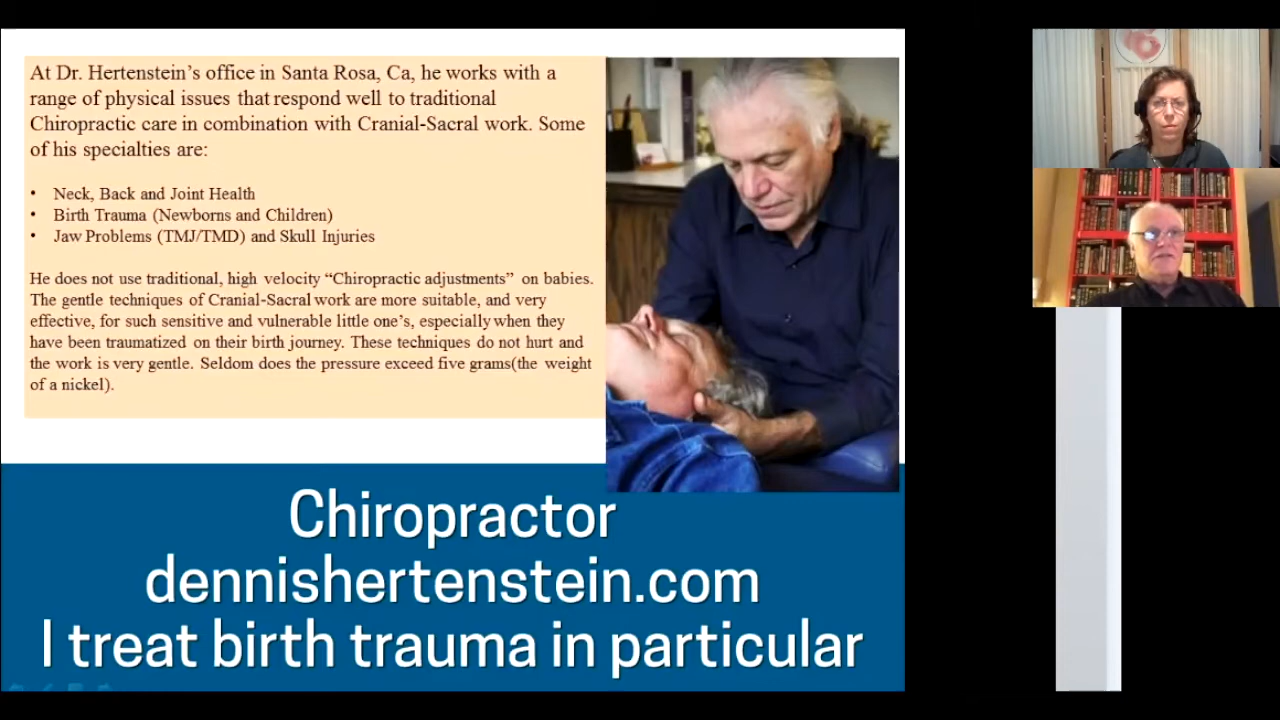 At Dr. Hertenstein's office in Santa Rosa, Ca, he works with a
range of physical issues that respond well to traditional
Chiropractic care in combination with Cranial-Sacral work. Some
of his specialties are:
• Neck, Back and Joint Health
• Birth Trauma (Newborns and Children)
• Jaw Problems (TMJ/TMD) and Skull Injuries
He does not use traditional, high velocity “Chiropractic adjustments” on babies.
The gentle techniques of Cranial-Sacral work are more suitable, and very
effective, for such sensitive and vulnerable little one's, especially when they
have been traumatized on their birth journey. These techniques do not hurt and
the work is very gentle. Seldom does the pressure exceed five grams(the weight
of a nickel).
Chiropractor
dennishertenstein.com
I treat birth trauma in particular